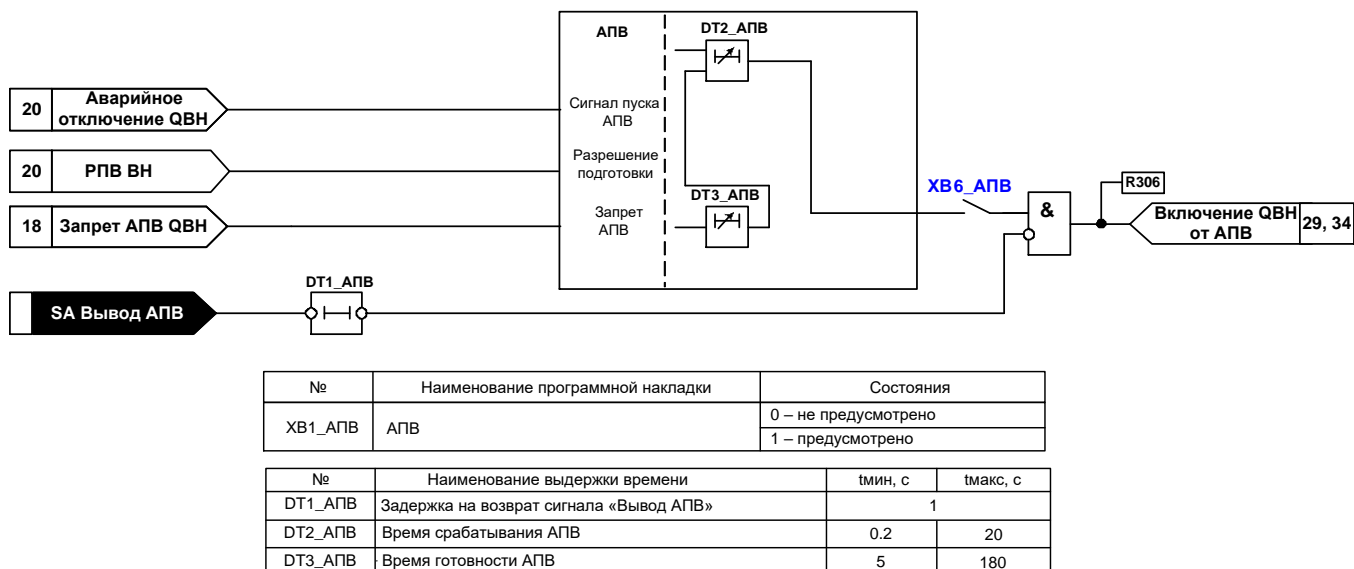 АПВ
DT2_АПВ
20 Аварийное
отключение QВН
Сигнал пуска
АПВ
20 РПВ ВН
Разрешение
подготовки
DT3_АПВ
XB6_АПВ
R306
18 Запрет АПВ QВН
Запрет
АПВ
&
Включение QВН
от АПВ
29, 34
DT1_АПВ
SA Вывод АПВ
№ Наименование программной накладки Состояния
XB1_АПВ АПВ 0 – не предусмотрено
1 – предусмотрено
№ Наименование выдержки времени tмин, с tмакс, с
DT1_АПВ Задержка на возврат сигнала «Вывод АПВ» 1
DT2_АПВ Время срабатывания АПВ 0.2 20
DT3_АПВ Время готовности АПВ 5 180